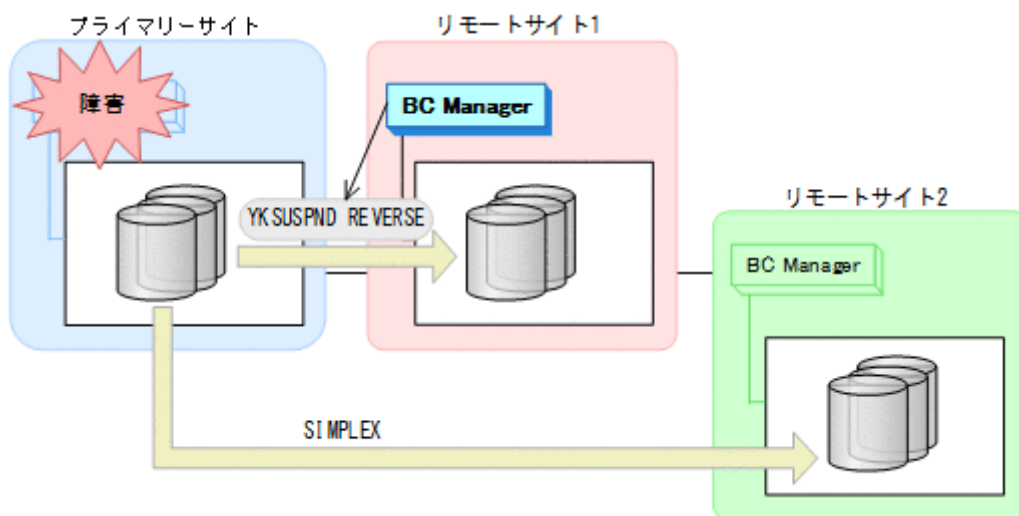 プライマリーサイト
リモートサイト1
障害
BC Manager
YKSUSPND REVERSE
リモートサイト2
BC Manager
SIMPLEX